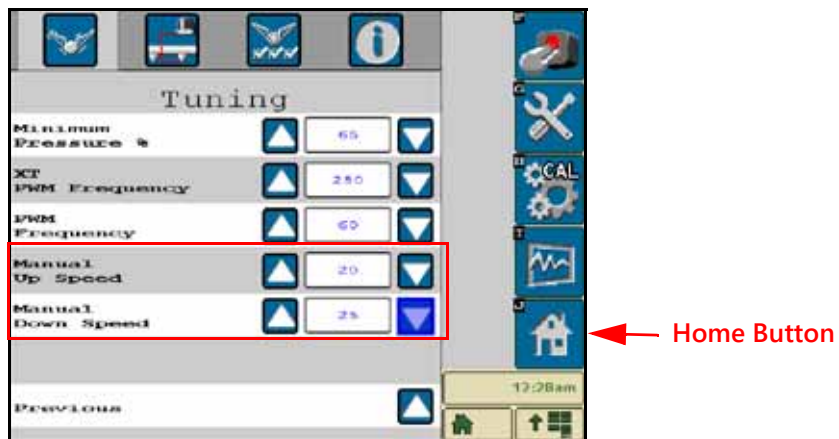 Tuning
Minimum
Pressure %
65
XT
PWM Frequency
250
PWM
Frequency
60
Manual
Up Speed
20
Manual
Down Speed
25
Previous
CAL
Home Button
12:28am